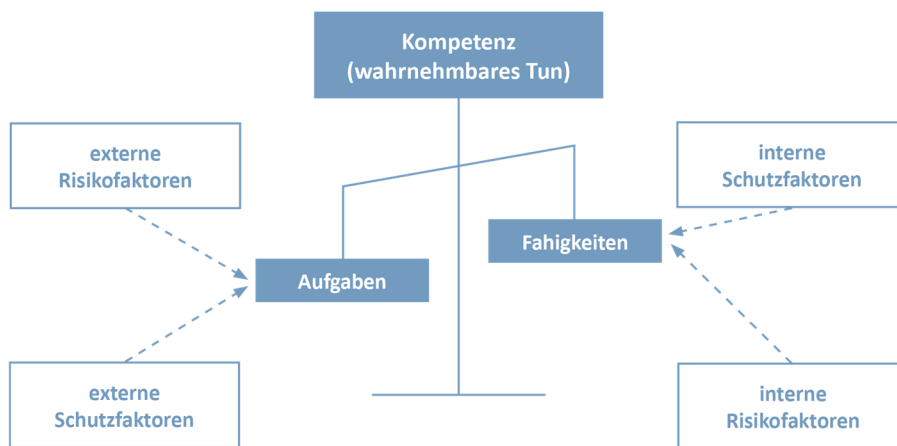 Kompetenz
(wahrnehmbares Tun)
externe
Risikofaktoren
interne
Schutzfaktoren
Fahigkeiten
Aufgaben
externe
Schutzfaktoren
interne
Risikofaktoren